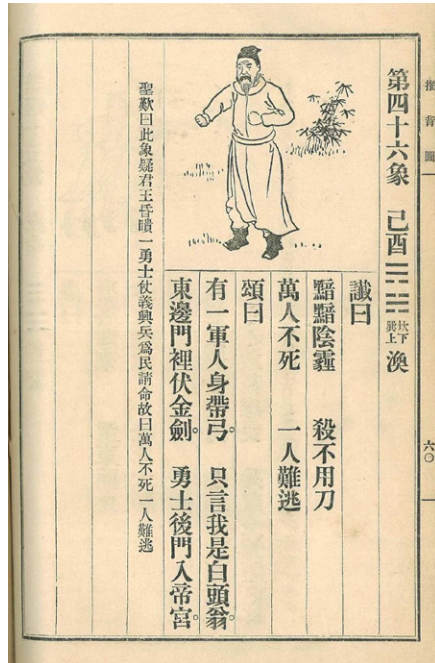 推背圖
六〇
第四十六象 己酉 ䷺ 坎下 巽上 渙
讖曰
黯黯陰霾 殺不用刀
萬人不死 一人難逃
頌曰
有一軍人身帶弓。 只言我是白頭翁。
東邊門裡伏金劍。 勇士後門入帝宮。
聖歎曰此象疑君王昏瞶一勇士仗義興兵爲民請命故曰萬人不死一人難逃